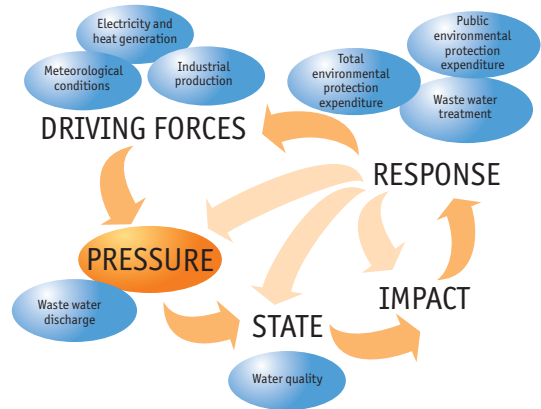 Electricity and
heat generation
Meteorological
conditions
Industrial
production
DRIVING FORCES
Public
environmental
protection
expenditure
Total
environmental
protection
expenditure
Waste water
treatment
RESPONSE
PRESSURE
Waste water
discharge
IMPACT
STATE
Water quality